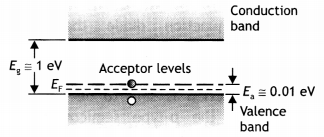 Conduction
band
E_g ≅ 1 eV
Acceptor levels
E_F
E_a ≅ 0.01 eV
Valence
band